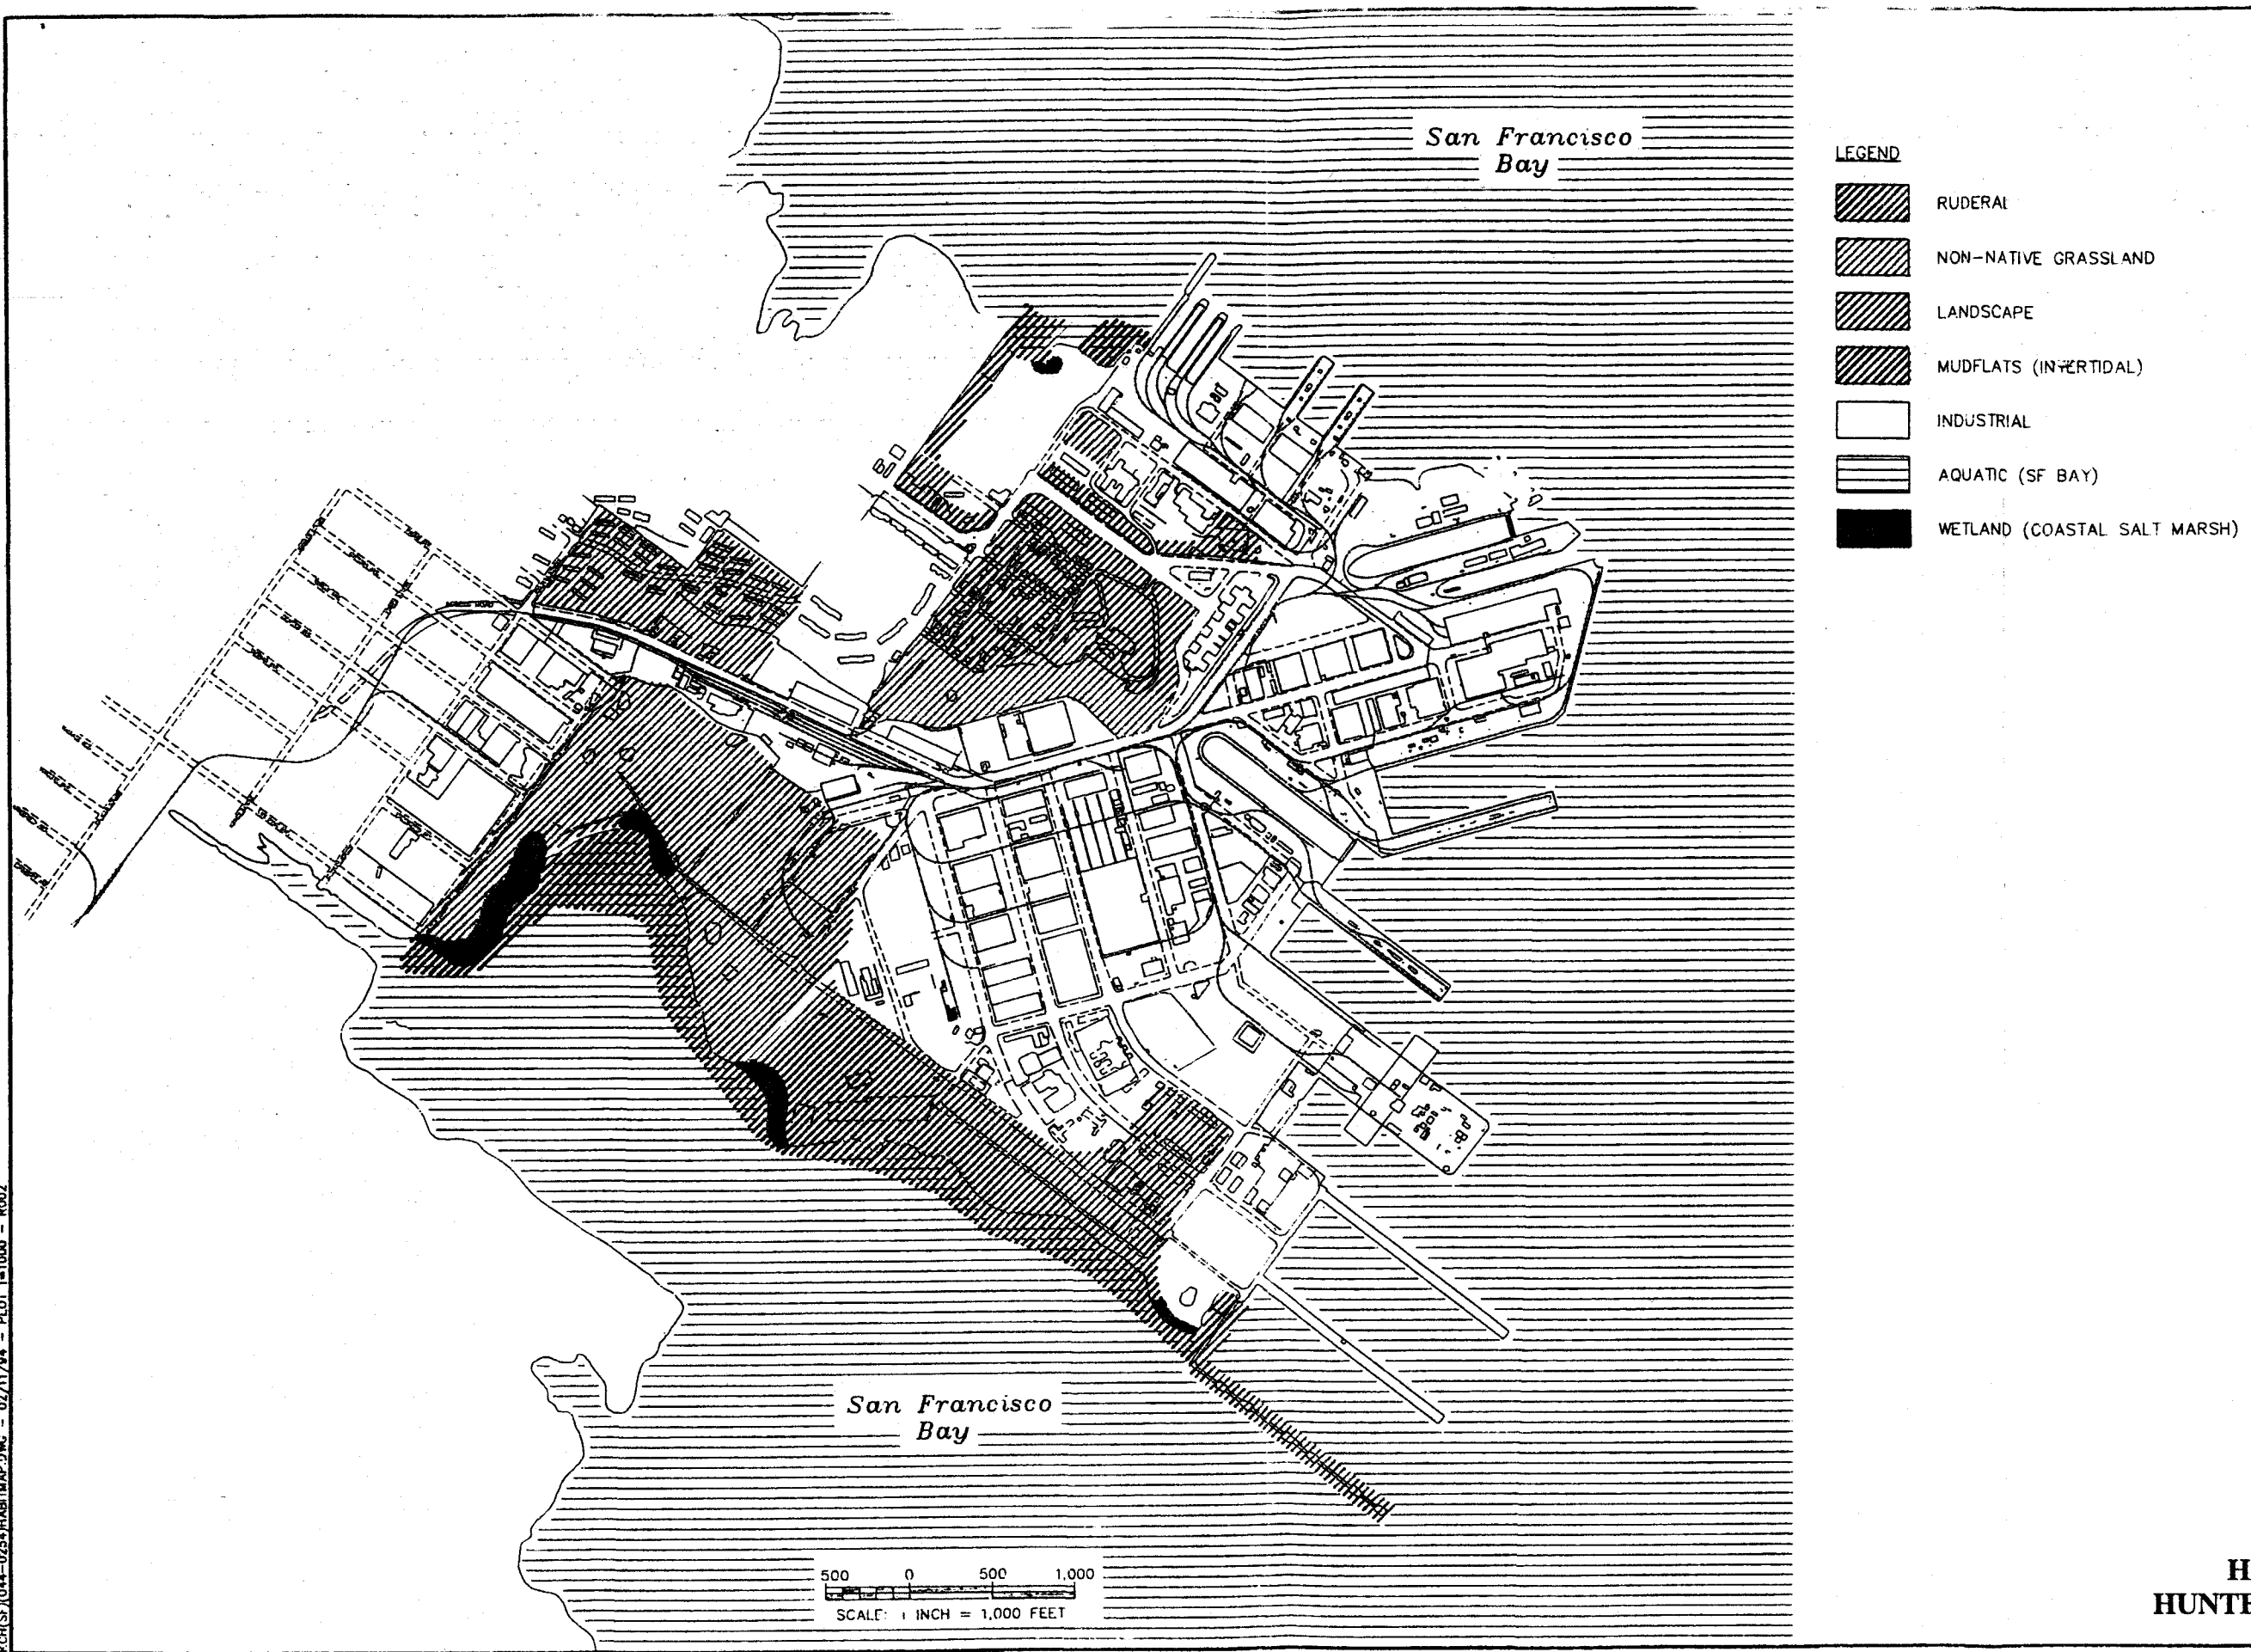 San Francisco
Bay
LEGEND
RUDERAL
NON-NATIVE GRASSLAND
LANDSCAPE
MUDFLATS (INTERTIDAL)
INDUSTRIAL
AQUATIC (SF BAY)
WETLAND (COASTAL SALT MARSH)
San Francisco
Bay
500 0 500 1,000
SCALE: 1 INCH = 1,000 FEET
H
HUNTE